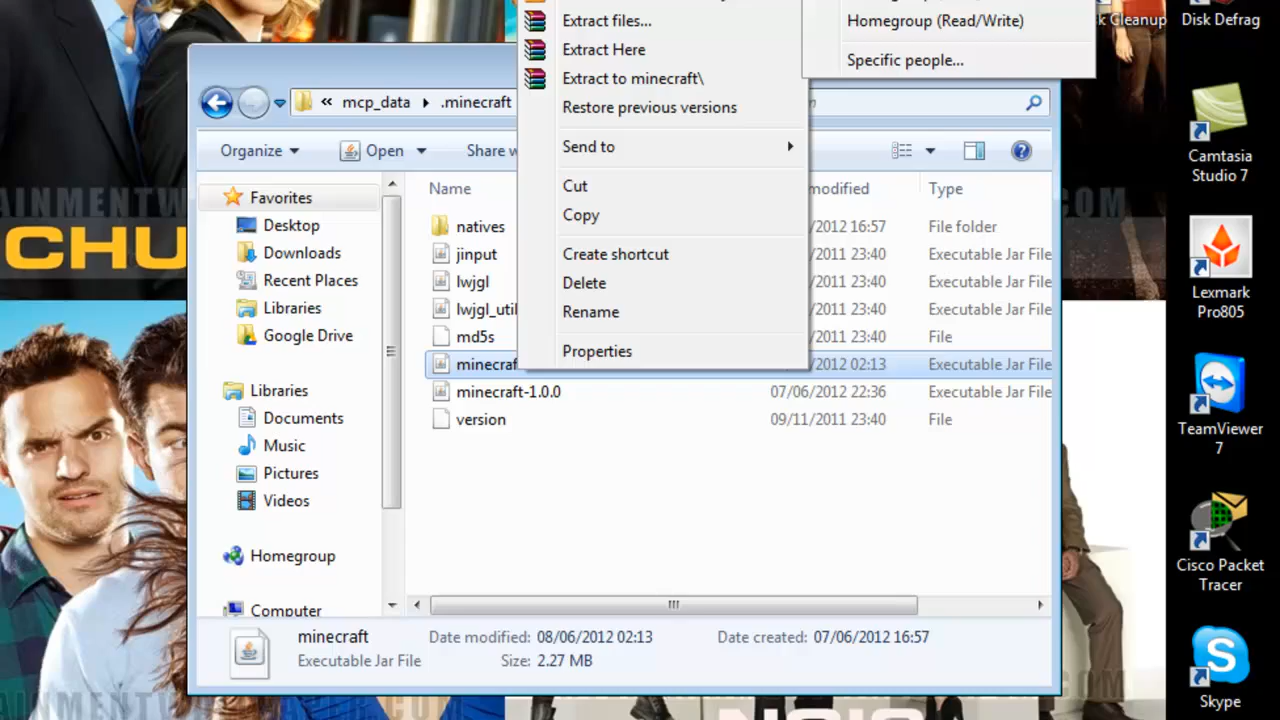 Extract files...
Extract Here
Extract to minecraft\
Restore previous versions
Send to
Cut
Copy
Create shortcut
Delete
Rename
Properties
Homegroup (Read/Write)
Specific people...
« mcp_data ▸ .minecraft
Organize
Open
Share
Favorites
Desktop
Downloads
Recent Places
Libraries
Google Drive
Libraries
Documents
Music
Pictures
Videos
Homegroup
Computer
Name modified Type
natives /2012 16:57 File folder
jinput 2011 23:40 Executable Jar File
lwjgl 2011 23:40 Executable Jar File
lwjgl_util 2011 23:40 Executable Jar File
md5s 2011 23:40 File
minecraf 2012 02:13 Executable Jar File
minecraft-1.0.0 07/06/2012 22:36 Executable Jar File
version 09/11/2011 23:40 File
minecraft Date modified: 08/06/2012 02:13 Date created: 07/06/2012 16:57
Executable Jar File Size: 2.27 MB
k Cleanup
Disk Defrag
Camtasia
Studio 7
Lexmark
Pro805
TeamViewer
7
Cisco Packet
Tracer
Skype
AINMENTW
CHU
OM